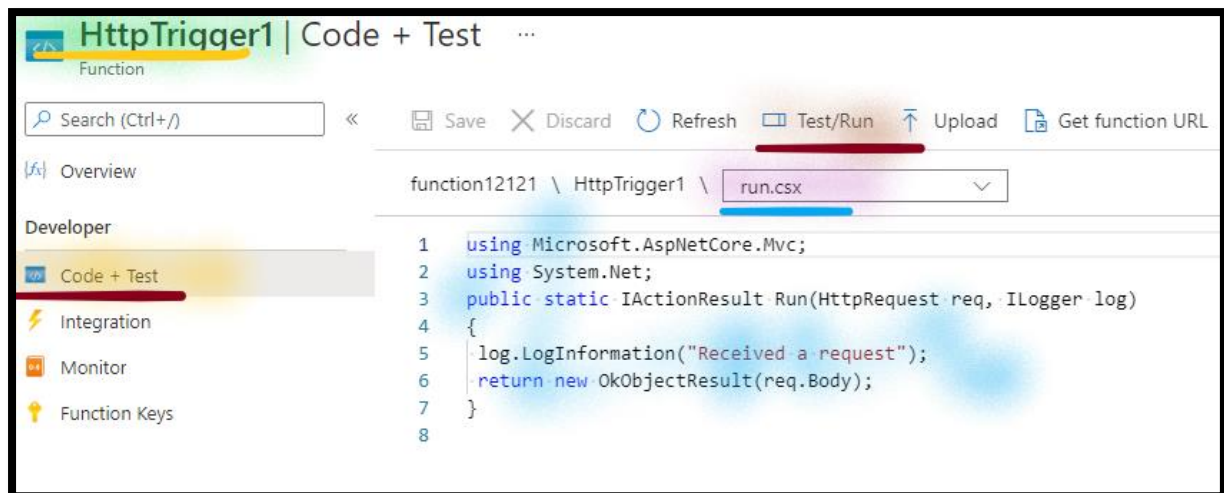 HttpTrigger1 | Code + Test ...
Function
Search (Ctrl+/) «
Overview
Developer
Code + Test
Integration
Monitor
Function Keys
Save Discard Refresh Test/Run Upload Get function URL
function12121 \ HttpTrigger1 \ run.csx
1 using Microsoft.AspNetCore.Mvc;
2 using System.Net;
3 public static IActionResult Run(HttpRequest req, ILogger log)
4 {
5 log.LogInformation("Received a request");
6 return new OkObjectResult(req.Body);
7 }
8